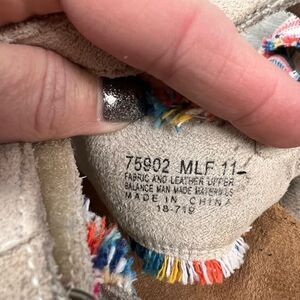 75902 MLF 11-
FABRIC AND LEATHER UPPER
BALANCE MAN MADE MATERIALS
MADE IN CHINA
18-719